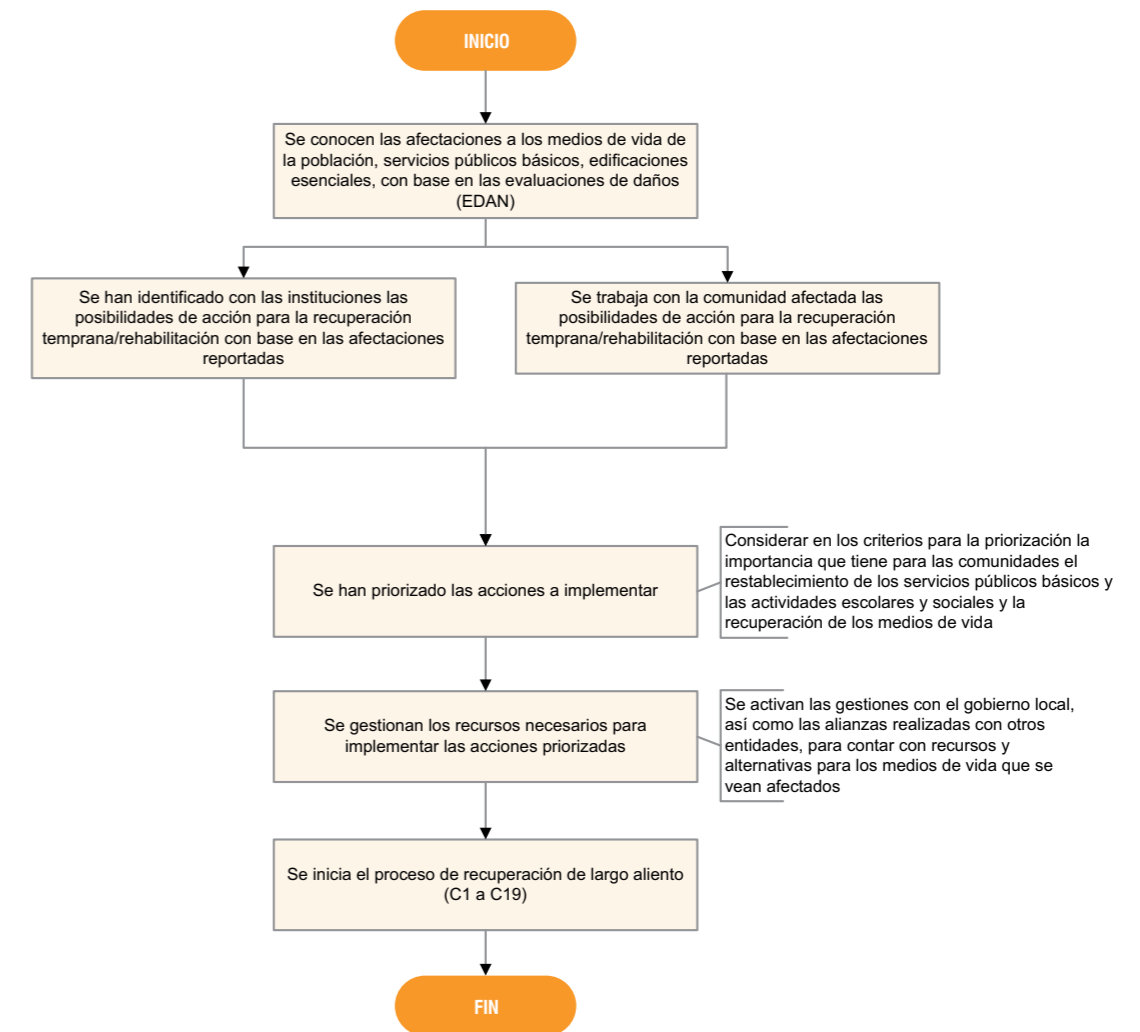 INICIO
Se conocen las afectaciones a los medios de vida de
la población, servicios públicos básicos, edificaciones
esenciales, con base en las evaluaciones de daños
(EDAN)
Se han identificado con las instituciones las
posibilidades de acción para la recuperación
temprana/rehabilitación con base en las afectaciones
reportadas
Se trabaja con la comunidad afectada las
posibilidades de acción para la recuperación
temprana/rehabilitación con base en las afectaciones
reportadas
Se han priorizado las acciones a implementar
Considerar en los criterios para la priorización la
importancia que tiene para las comunidades el
restablecimiento de los servicios públicos básicos y
las actividades escolares y sociales y la
recuperación de los medios de vida
Se gestionan los recursos necesarios para
implementar las acciones priorizadas
Se activan las gestiones con el gobierno local,
así como las alianzas realizadas con otros
entidades, para contar con recursos y
alternativas para los medios de vida que se
vean afectados
Se inicia el proceso de recuperación de largo aliento
(C1 a C19)
FIN